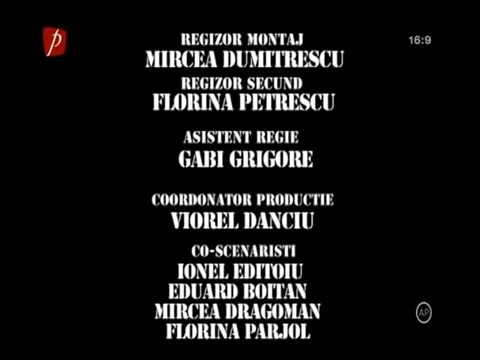 p
16:9
REGIZOR MONTAJ
MIRCEA DUMITRESCU
REGIZOR SECUND
FLORINA PETRESCU
ASISTENT REGIE
GABI GRIGORE
COORDONATOR PRODUCTIE
VIOREL DANCIU
CO-SCENARISTI
IONEL EDITOIU
EDUARD BOITAN
MIRCEA DRAGOMAN
FLORINA PARJOL
AP